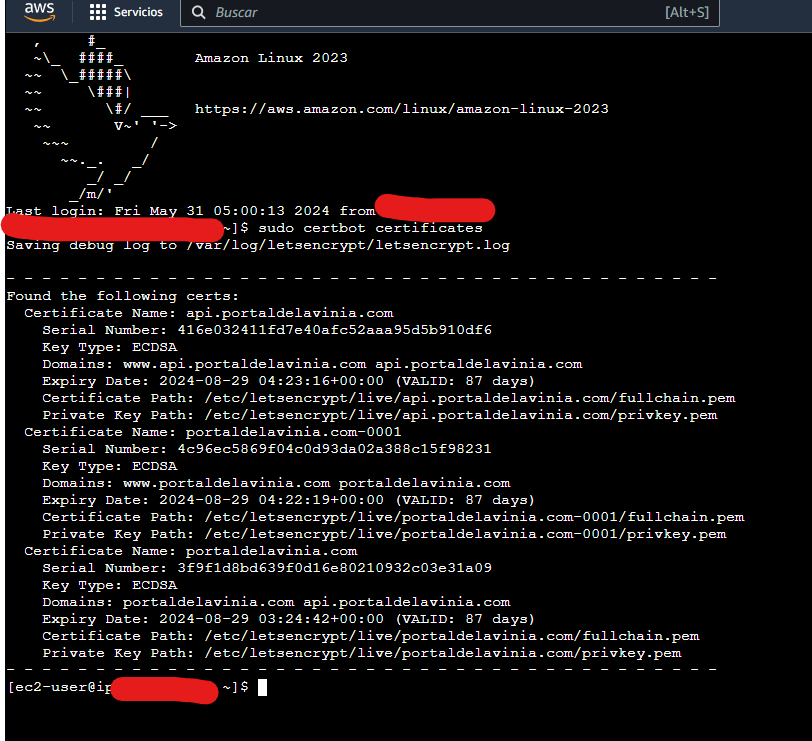 aws Servicios Buscar [Alt+S]
, #_
~\_ ####_ Amazon Linux 2023
~~ \_#####\
~~ \###|
~~ \#/ ___ https://aws.amazon.com/linux/amazon-linux-2023
~~ V~' '->
~~~ /
~~._. _/
_/ _/
_/m/'
Last login: Fri May 31 05:00:13 2024 from
~]$ sudo certbot certificates
Saving debug log to /var/log/letsencrypt/letsencrypt.log
- - - - - - - - - - - - - - - - - - - - - - - - - - - - - - - - - - - - - - - -
Found the following certs:
Certificate Name: api.portaldelavinia.com
Serial Number: 416e032411fd7e40afc52aaa95d5b910df6
Key Type: ECDSA
Domains: www.api.portaldelavinia.com api.portaldelavinia.com
Expiry Date: 2024-08-29 04:23:16+00:00 (VALID: 87 days)
Certificate Path: /etc/letsencrypt/live/api.portaldelavinia.com/fullchain.pem
Private Key Path: /etc/letsencrypt/live/api.portaldelavinia.com/privkey.pem
Certificate Name: portaldelavinia.com-0001
Serial Number: 4c96ec5869f04c0d93da02a388c15f98231
Key Type: ECDSA
Domains: www.portaldelavinia.com portaldelavinia.com
Expiry Date: 2024-08-29 04:22:19+00:00 (VALID: 87 days)
Certificate Path: /etc/letsencrypt/live/portaldelavinia.com-0001/fullchain.pem
Private Key Path: /etc/letsencrypt/live/portaldelavinia.com-0001/privkey.pem
Certificate Name: portaldelavinia.com
Serial Number: 3f9f1d8bd639f0d16e80210932c03e31a09
Key Type: ECDSA
Domains: portaldelavinia.com api.portaldelavinia.com
Expiry Date: 2024-08-29 03:24:42+00:00 (VALID: 87 days)
Certificate Path: /etc/letsencrypt/live/portaldelavinia.com/fullchain.pem
Private Key Path: /etc/letsencrypt/live/portaldelavinia.com/privkey.pem
- - - - - - - - - - - - - - - - - - - - - - - - - - - - - - - - - - - - - - - -
[ec2-user@ip ~]$